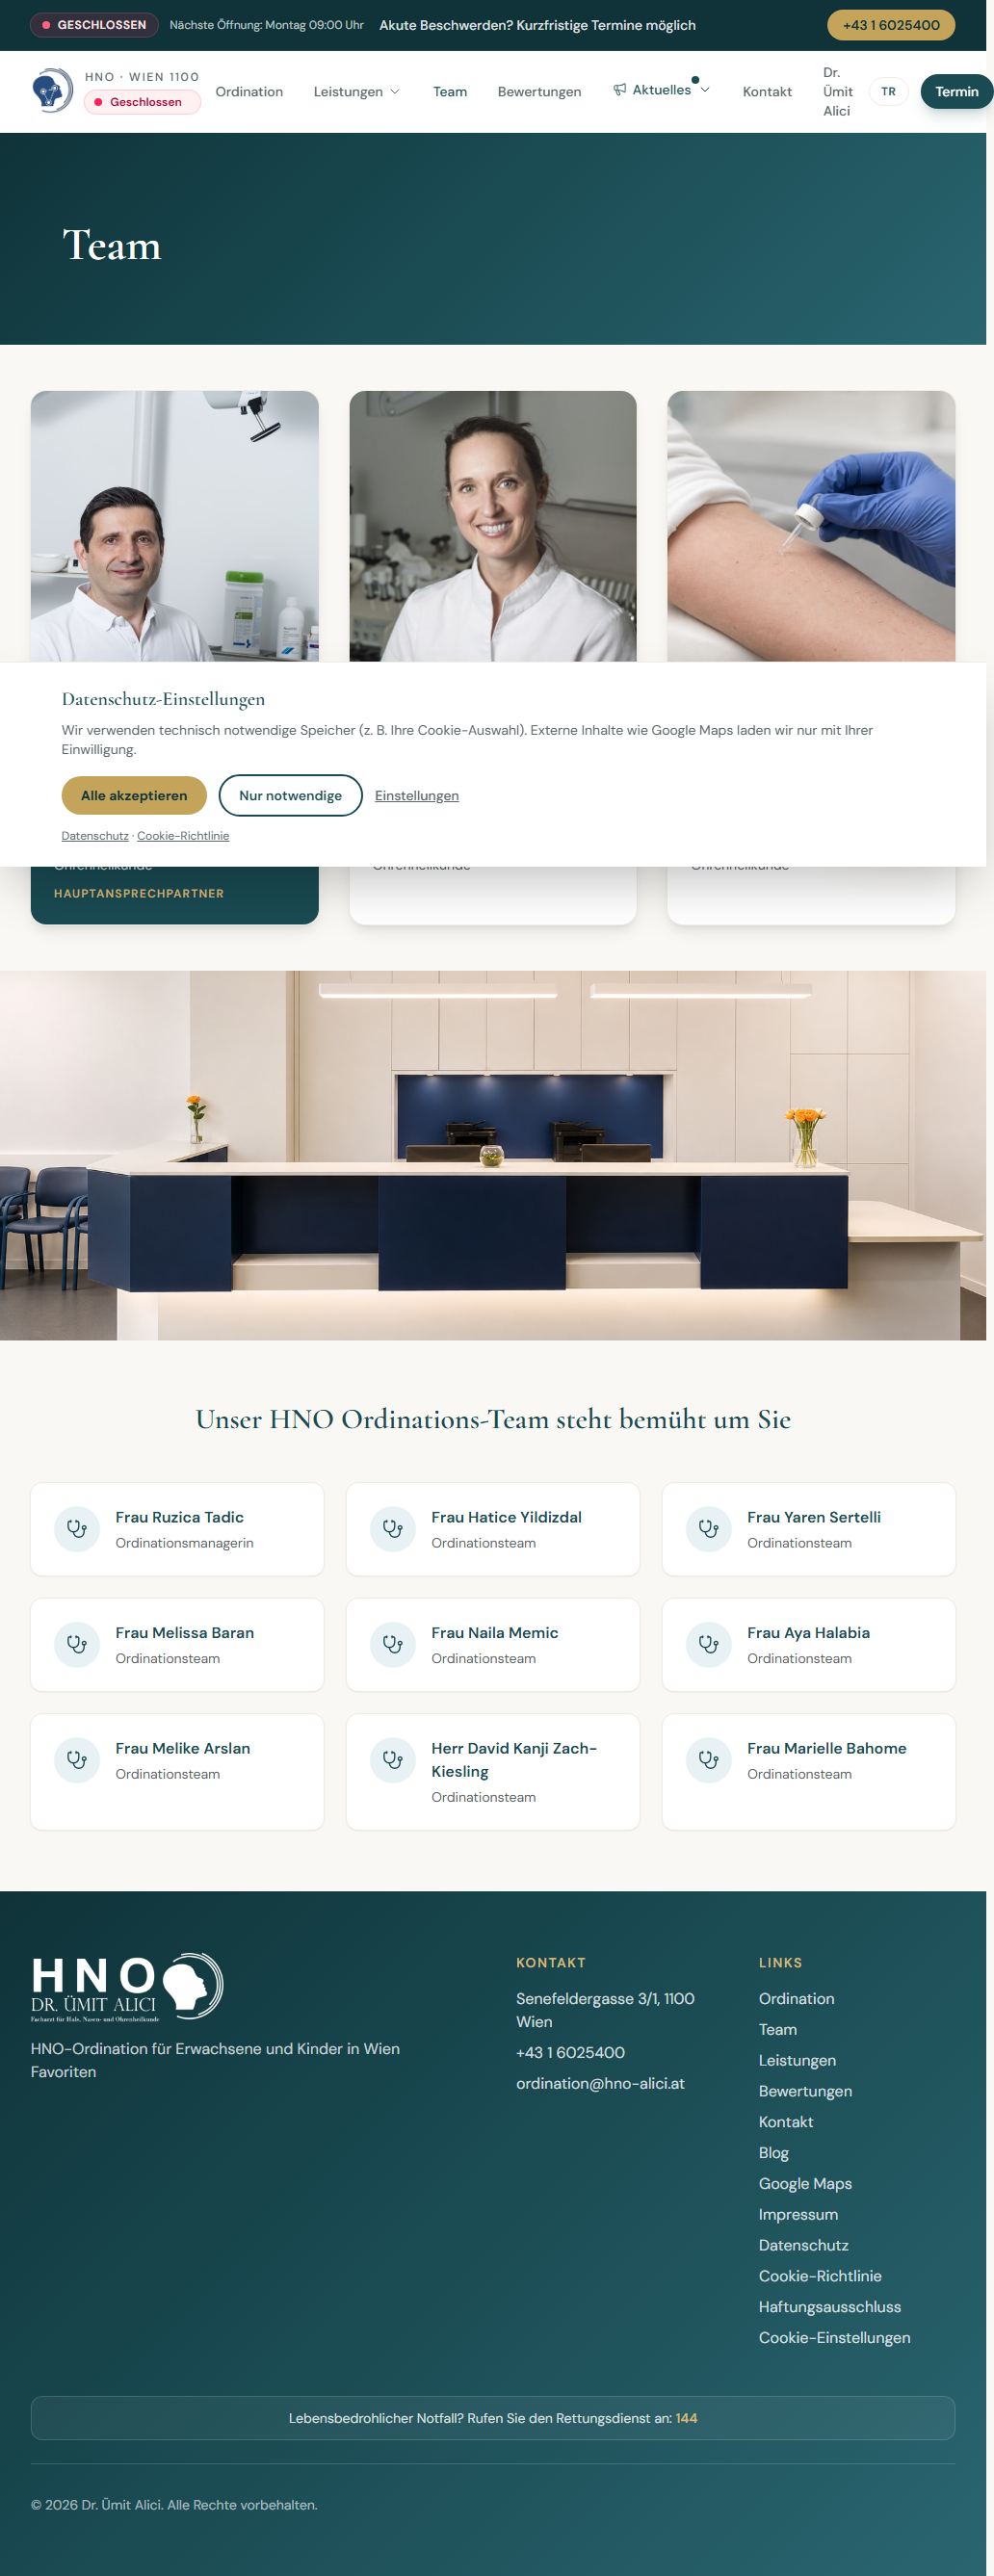 GESCHLOSSEN Nächste Öffnung: Montag 09:00 Uhr Akute Beschwerden? Kurzfristige Termine möglich +43 1 6025400
HNO · WIEN 1100
Geschlossen
Ordination Leistungen Team Bewertungen Aktuelles Kontakt
Dr.
Ümit
Alici
TR Termin
Team
Datenschutz-Einstellungen
Wir verwenden technisch notwendige Speicher (z. B. Ihre Cookie-Auswahl). Externe Inhalte wie Google Maps laden wir nur mit Ihrer
Einwilligung.
Alle akzeptieren Nur notwendige Einstellungen
Datenschutz · Cookie-Richtlinie
HAUPTANSPRECHPARTNER
Unser HNO Ordinations-Team steht bemüht um Sie
Frau Ruzica Tadic
Ordinationsmanagerin
Frau Hatice Yildizdal
Ordinationsteam
Frau Yaren Sertelli
Ordinationsteam
Frau Melissa Baran
Ordinationsteam
Frau Naila Memic
Ordinationsteam
Frau Aya Halabia
Ordinationsteam
Frau Melike Arslan
Ordinationsteam
Herr David Kanji Zach-
Kiesling
Ordinationsteam
Frau Marielle Bahome
Ordinationsteam
HNO
DR. ÜMIT ALICI
Facharzt für Hals, Nasen- und Ohrenheilkunde
HNO-Ordination für Erwachsene und Kinder in Wien
Favoriten
KONTAKT
Senefeldergasse 3/1, 1100
Wien
+43 1 6025400
ordination@hno-alici.at
LINKS
Ordination
Team
Leistungen
Bewertungen
Kontakt
Blog
Google Maps
Impressum
Datenschutz
Cookie-Richtlinie
Haftungsausschluss
Cookie-Einstellungen
Lebensbedrohlicher Notfall? Rufen Sie den Rettungsdienst an: 144
© 2026 Dr. Ümit Alici. Alle Rechte vorbehalten.